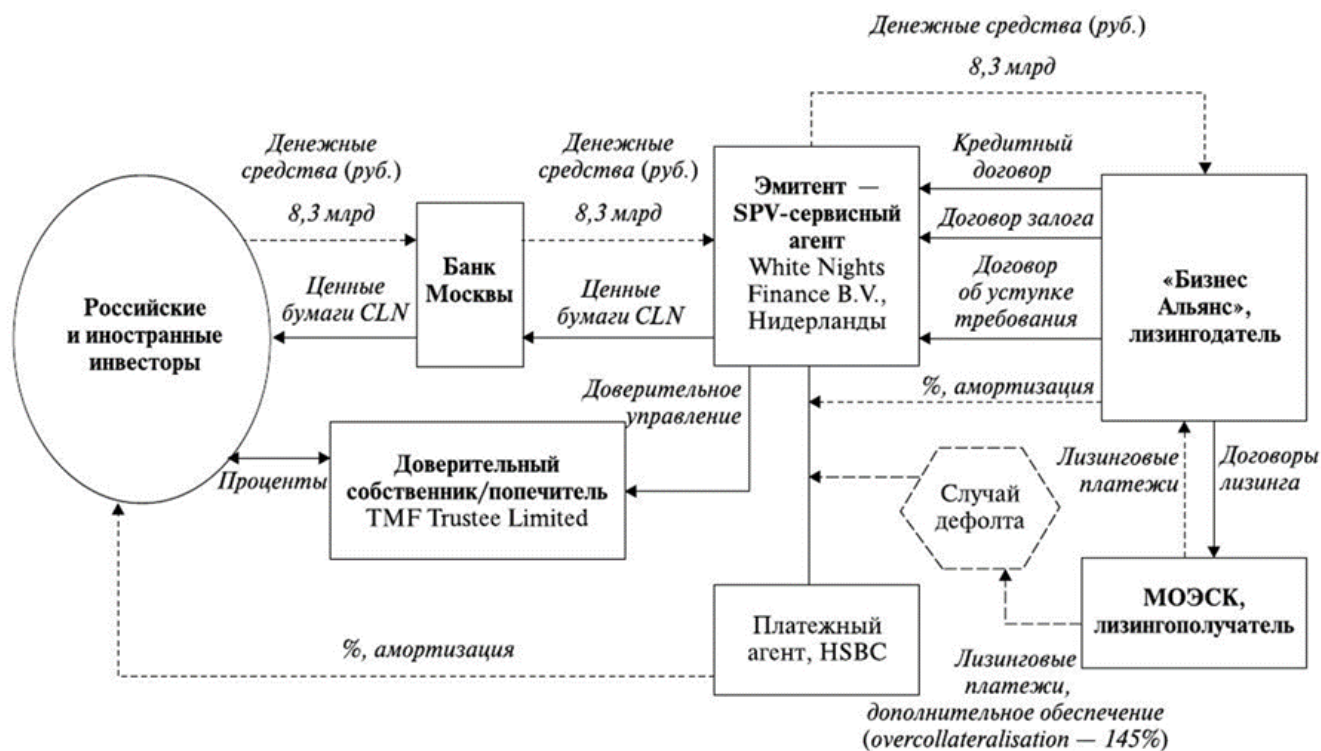 Денежные средства (руб.)
8,3 млрд
Денежные
средства (руб.)
8,3 млрд
Денежные
средства (руб.)
8,3 млрд
Эмитент —
SPV-сервисный
агент
White Nights
Finance B.V.,
Нидерланды
Кредитный
договор
Договор залога
Договор
об уступке
требования
«Бизнес
Альянс»,
лизингодатель
Банк
Москвы
Ценные
бумаги CLN
Ценные
бумаги CLN
Российские
и иностранные
инвесторы
%, амортизация
Доверительное
управление
Доверительный
собственник/попечитель
TMF Trustee Limited
Проценты
Случай
дефолта
Лизинговые
платежи
Договоры
лизинга
МОЭСК,
лизингополучатель
Платежный
агент, HSBC
%, амортизация
Лизинговые
платежи,
дополнительное обеспечение
(overcollateralisation — 145%)